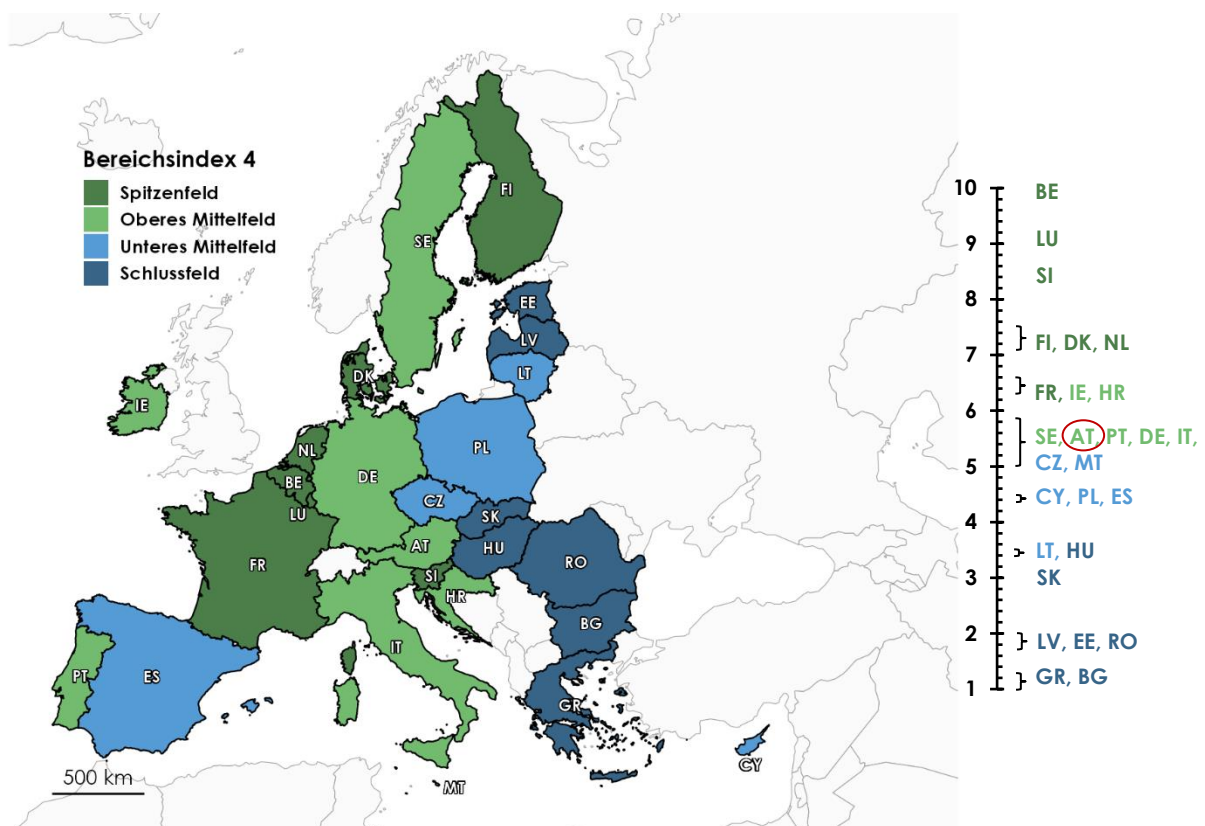 Bereichsindex 4
Spitzenfeld
Oberes Mittelfeld
Unteres Mittelfeld
Schlussfeld
FI
SE
EE
LV
LT
DK
IE
NL
PL
BE
DE
LU
CZ
SK
AT
HU
FR
RO
SI
HR
BG
IT
PT
ES
GR
MT
CY
500 km
10
BE
9
LU
SI
8
7
FI, DK, NL
FR, IE, HR
6
SE, AT, PT, DE, IT,
5
CZ, MT
CY, PL, ES
4
LT, HU
3
SK
2
LV, EE, RO
GR, BG
1